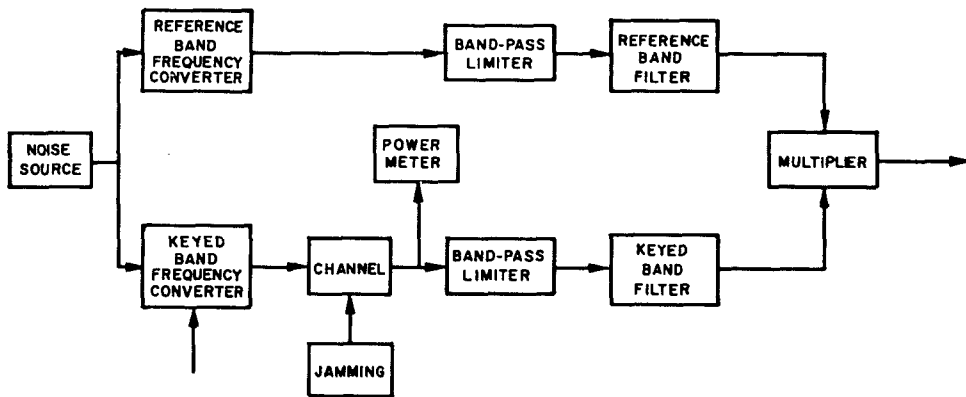 REFERENCE
BAND
FREQUENCY
CONVERTER
BAND-PASS
LIMITER
REFERENCE
BAND
FILTER
NOISE
SOURCE
POWER
METER
MULTIPLIER
KEYED
BAND
FREQUENCY
CONVERTER
CHANNEL
BAND-PASS
LIMITER
KEYED
BAND
FILTER
JAMMING